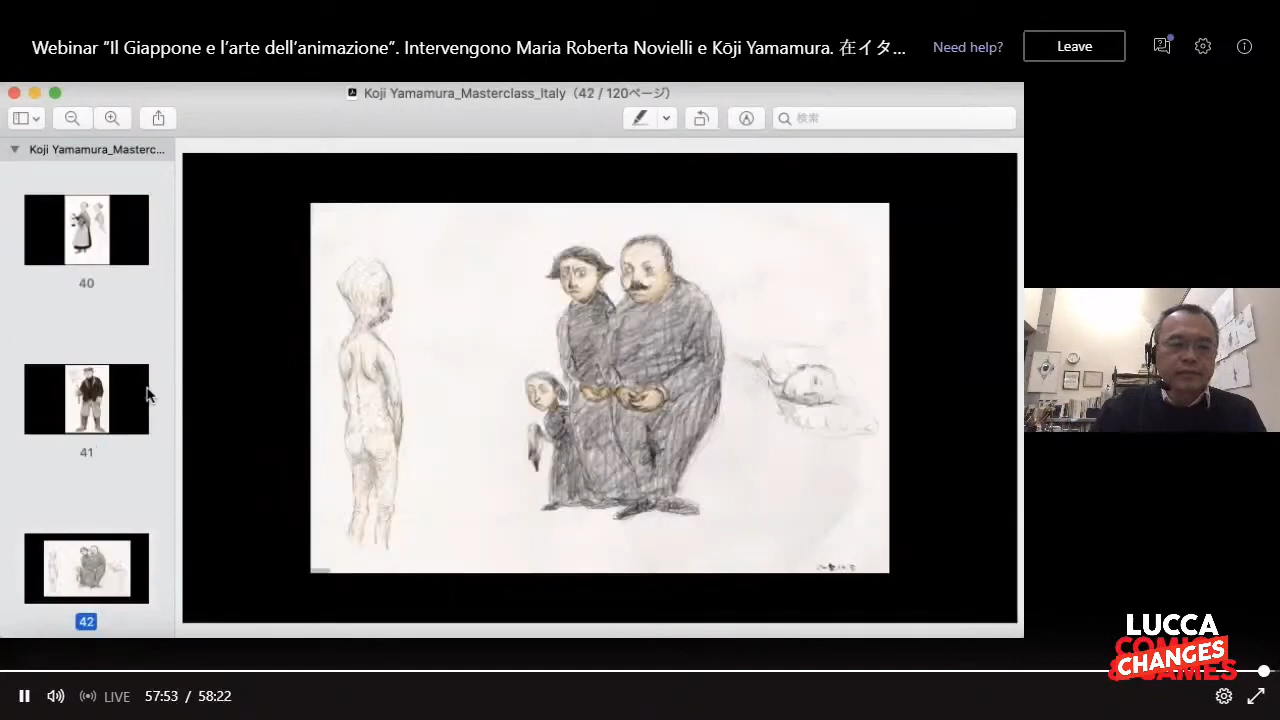 Webinar "Il Giappone e l'arte dell'animazione". Intervengono Maria Roberta Novielli e Kōji Yamamura. 在イタ...
Need help?
Leave
Koji Yamamura_Masterclass_Italy（42 / 120ページ）
検索
Koji Yamamura_Masterc...
40
41
42
LUCCA
COMICS
CHANGES
& GAMES
LIVE
57:53 / 58:22